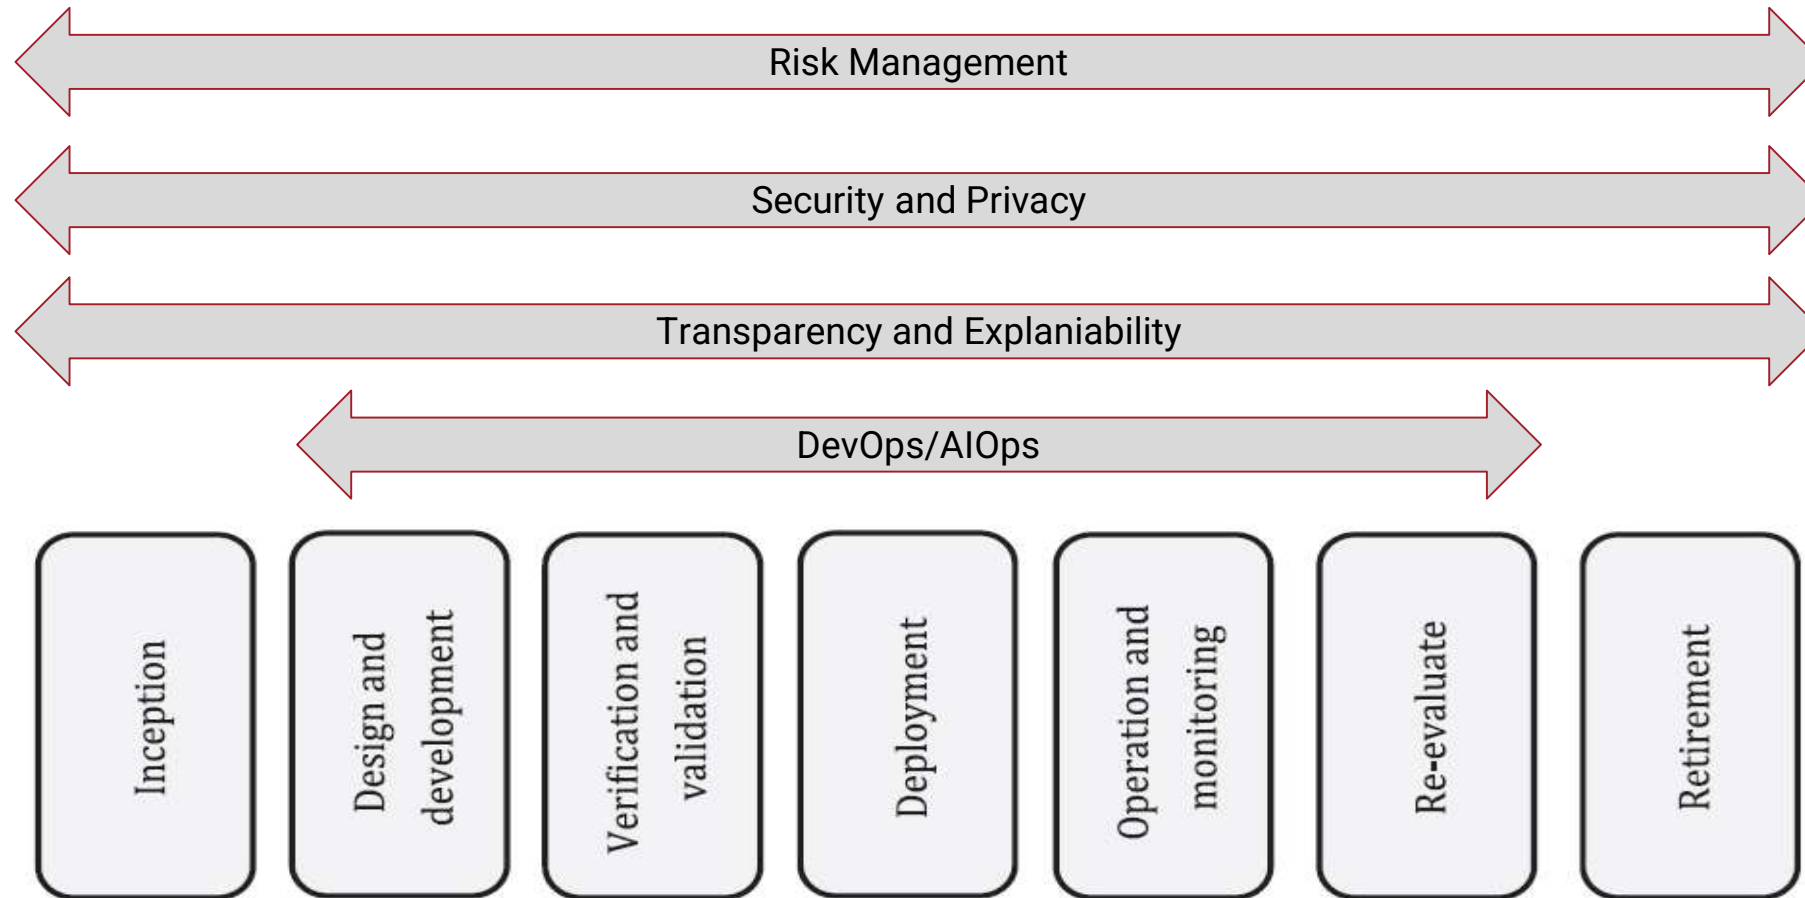 Risk Management
Security and Privacy
Transparency and Explaniability
DevOps/AIOps
Inception
Design and
development
Verification and
validation
Deployment
Operation and
monitoring
Re-evaluate
Retirement